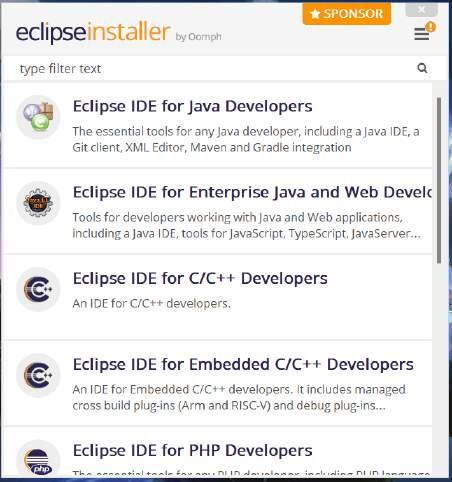 SPONSOR
eclipseinstaller by Oomph
type filter text
Eclipse IDE for Java Developers
The essential tools for any Java developer, including a Java IDE, a
Git client, XML Editor, Maven and Gradle integration
Eclipse IDE for Enterprise Java and Web Develo
Java EE
IDE
Tools for developers working with Java and Web applications,
including a Java IDE, tools for JavaScript, TypeScript, JavaServer...
Eclipse IDE for C/C++ Developers
C++
An IDE for C/C++ developers.
Eclipse IDE for Embedded C/C++ Developers
C++
An IDE for Embedded C/C++ developers. It includes managed
cross build plug-ins (Arm and RISC-V) and debug plug-ins...
Eclipse IDE for PHP Developers
php
The essential tools for any PHP developer, including PHP language